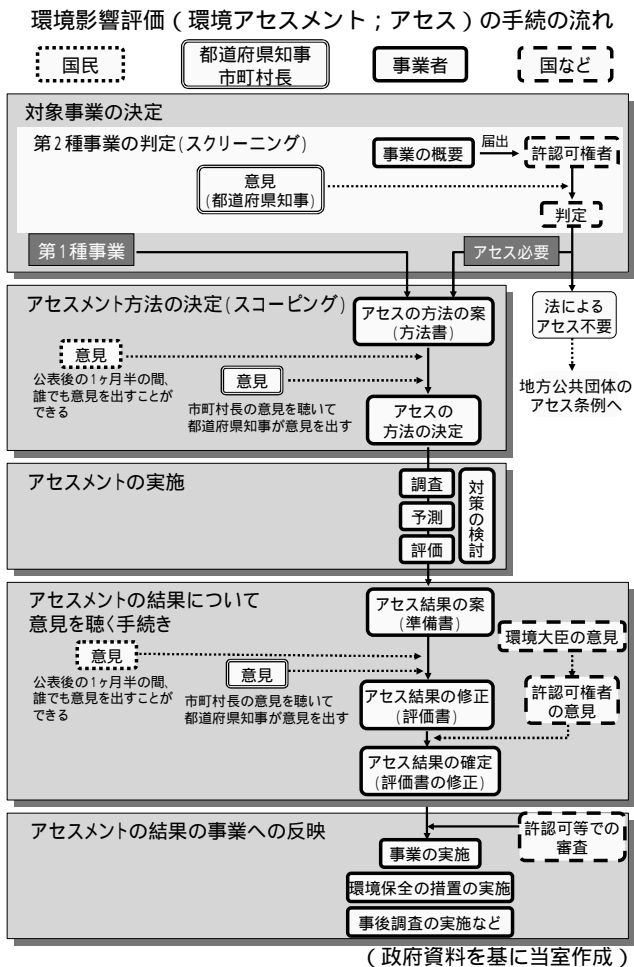 環境影響評価(環境アセスメント;アセス)の手続の流れ
国民
都道府県知事
市町村長
事業者
国など
対象事業の決定
第2種事業の判定(スクリーニング)
事業の概要
届出
許認可権者
意見
(都道府県知事)
判定
第1種事業
アセス必要
アセスメント方法の決定(スコーピング)
アセスの方法の案
(方法書)
法による
アセス不要
意見
公表後の1ヶ月半の間、
誰でも意見を出すことが
できる
意見
市町村長の意見を聴いて
都道府県知事が意見を出す
アセスの
方法の決定
地方公共団体の
アセス条例へ
アセスメントの実施
調査
予測
評価
対策の検討
アセスメントの結果について
意見を聴く手続き
アセス結果の案
(準備書)
環境大臣の意見
意見
公表後の1ヶ月半の間、
誰でも意見を出すことが
できる
意見
市町村長の意見を聴いて
都道府県知事が意見を出す
アセス結果の修正
(評価書)
許認可権者
の意見
アセス結果の確定
(評価書の修正)
アセスメントの結果の事業への反映
許認可等での
審査
事業の実施
環境保全の措置の実施
事後調査の実施など
(政府資料を基に当室作成)